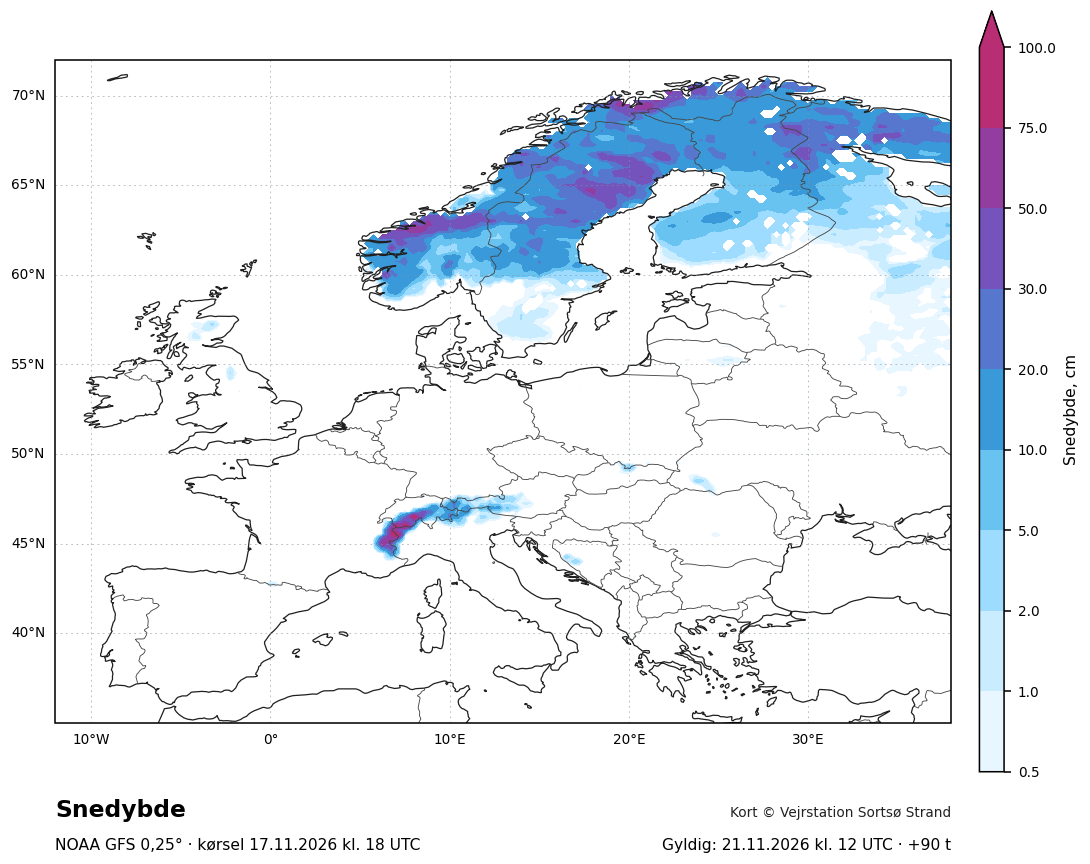 70°N
65°N
60°N
55°N
50°N
45°N
40°N
10°W 0° 10°E 20°E 30°E
100.0
75.0
50.0
30.0
20.0
10.0
5.0
2.0
1.0
0.5
Snedybde, cm
Snedybde
Kort © Vejrstation Sortsø Strand
NOAA GFS 0,25° · kørsel 17.11.2026 kl. 18 UTC
Gyldig: 21.11.2026 kl. 12 UTC · +90 t